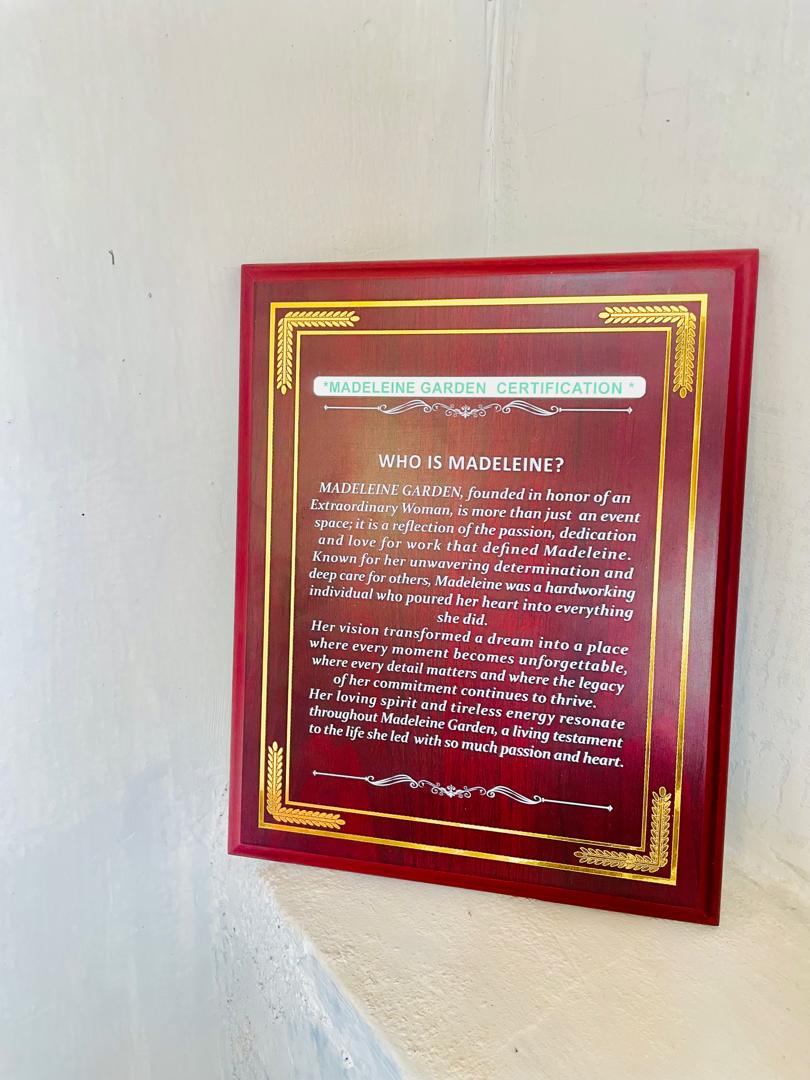 *MADELEINE GARDEN CERTIFICATION *
WHO IS MADELEINE?
MADELEINE GARDEN, founded in honor of an
Extraordinary Woman, is more than just an event
space; it is a reflection of the passion, dedication
and love for work that defined Madeleine.
Known for her unwavering determination and
deep care for others, Madeleine was a hardworking
individual who poured her heart into everything
she did.
Her vision transformed a dream into a place
where every moment becomes unforgettable,
where every detail matters and where the legacy
of her commitment continues to thrive.
Her loving spirit and tireless energy resonate
throughout Madeleine Garden, a living testament
to the life she led with so much passion and heart.